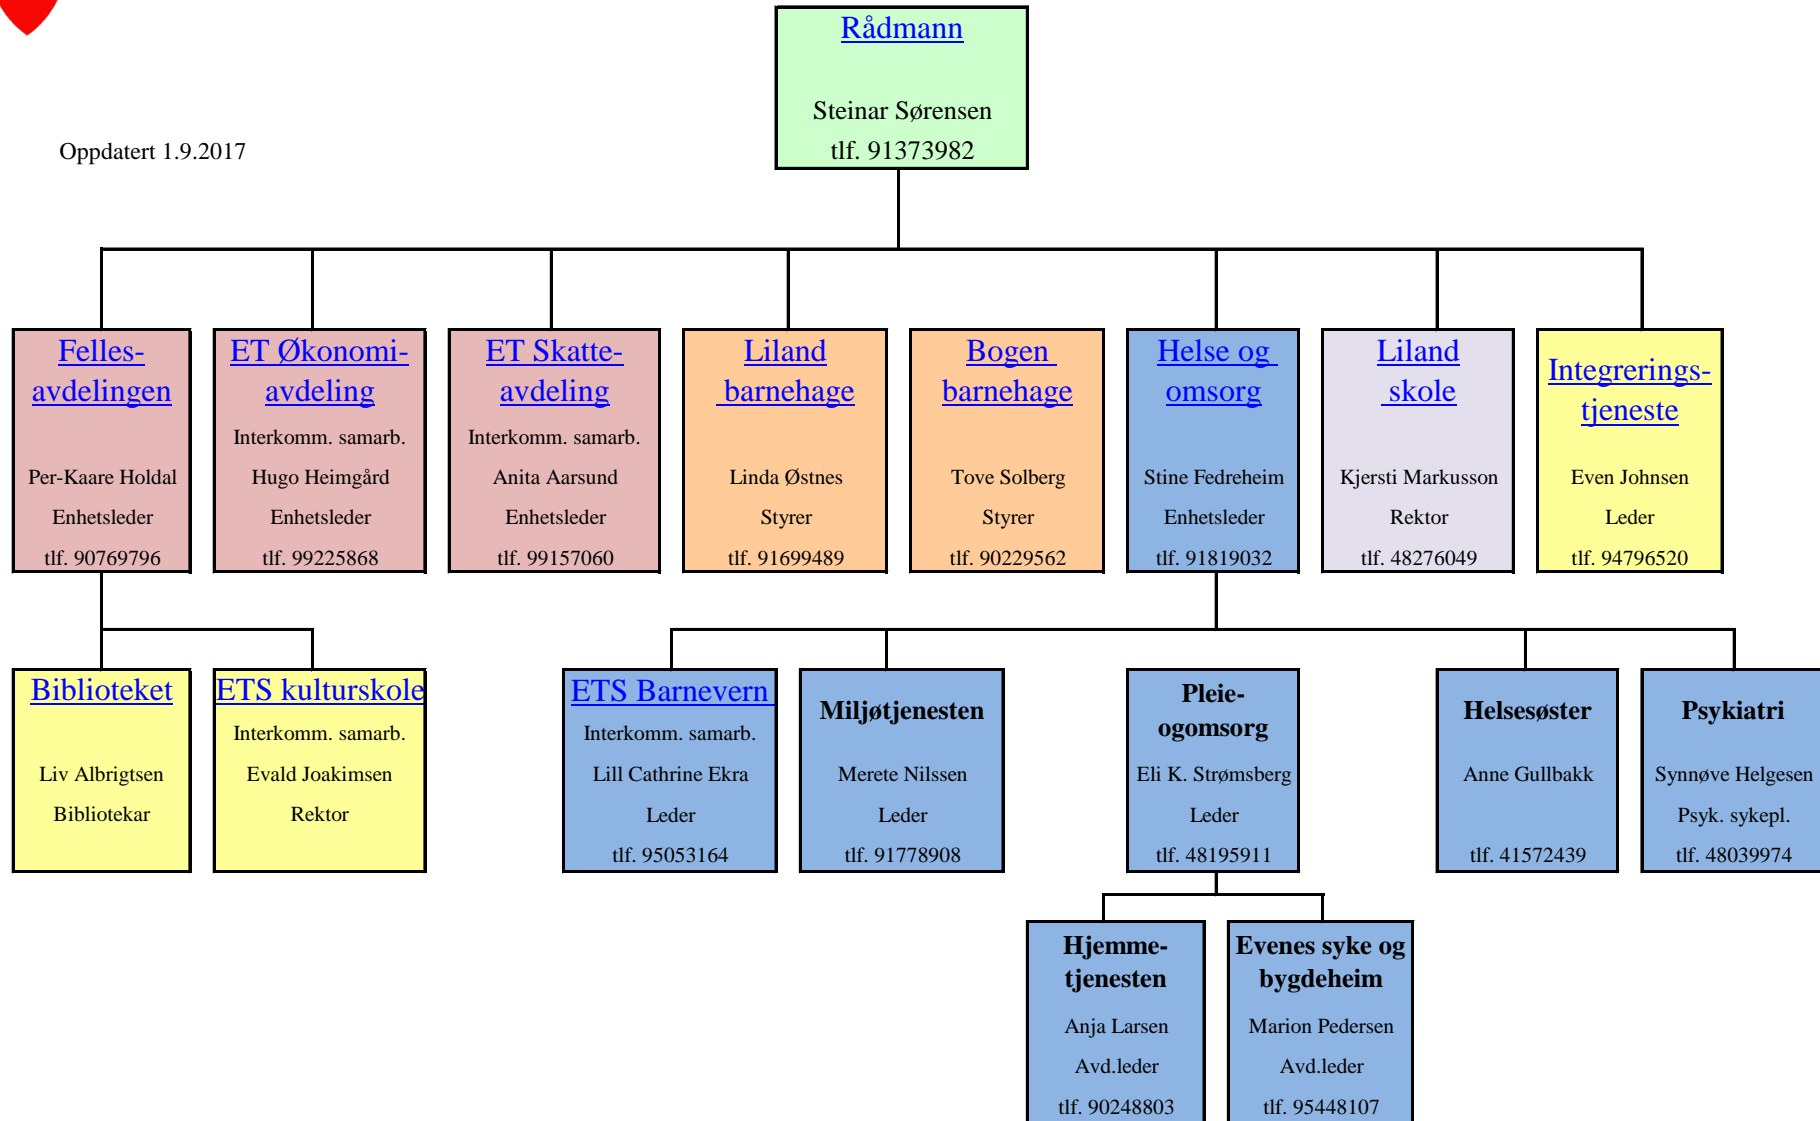 Rådmann
Steinar Sørensen
tlf. 91373982
Oppdatert 1.9.2017
Felles-
avdelingen
Per-Kaare Holdal
Enhetsleder
tlf. 90769796
ET Økonomi-
avdeling
Interkomm. samarb.
Hugo Heimgård
Enhetsleder
tlf. 99225868
ET Skatte-
avdeling
Interkomm. samarb.
Anita Aarsund
Enhetsleder
tlf. 99157060
Liland
barnehage
Linda Østnes
Styrer
tlf. 91699489
Bogen
barnehage
Tove Solberg
Styrer
tlf. 90229562
Helse og
omsorg
Stine Fedreheim
Enhetsleder
tlf. 91819032
Liland
skole
Kjersti Markusson
Rektor
tlf. 48276049
Integrerings-
tjeneste
Even Johnsen
Leder
tlf. 94796520
Biblioteket
Liv Albrigtsen
Bibliotekar
ETS kulturskole
Interkomm. samarb.
Evald Joakimsen
Rektor
ETS Barnevern
Interkomm. samarb.
Lill Cathrine Ekra
Leder
tlf. 95053164
Miljøtjenesten
Merete Nilssen
Leder
tlf. 91778908
Pleie-
ogomsorg
Eli K. Strømsberg
Leder
tlf. 48195911
Helsesøster
Anne Gullbakk
tlf. 41572439
Psykiatri
Synnøve Helgesen
Psyk. sykepl.
tlf. 48039974
Hjemme-
tjenesten
Anja Larsen
Avd.leder
tlf. 90248803
Evenes syke og
bygdeheim
Marion Pedersen
Avd.leder
tlf. 95448107